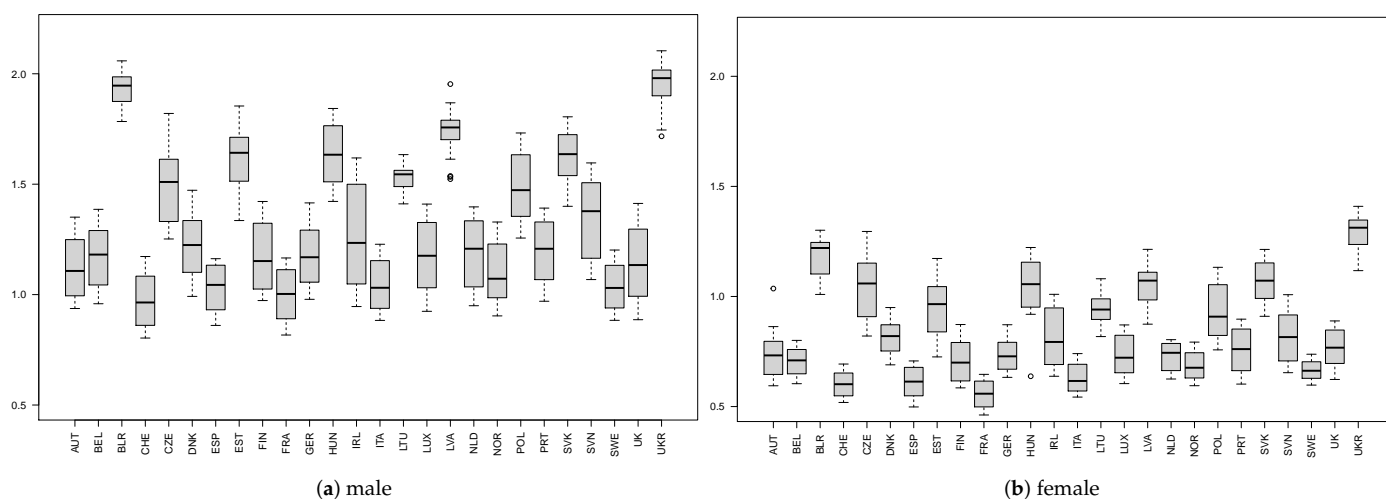 2.0
1.5
1.0
0.5
AUT BEL BLR CHE CZE DNK ESP EST FIN FRA GER HUN IRL ITA LTU LUX LVA NLD NOR POL PRT SVK SVN SWE UK UKR
(a) male
2.0
1.5
1.0
0.5
AUT BEL BLR CHE CZE DNK ESP EST FIN FRA GER HUN IRL ITA LTU LUX LVA NLD NOR POL PRT SVK SVN SWE UK UKR
(b) female